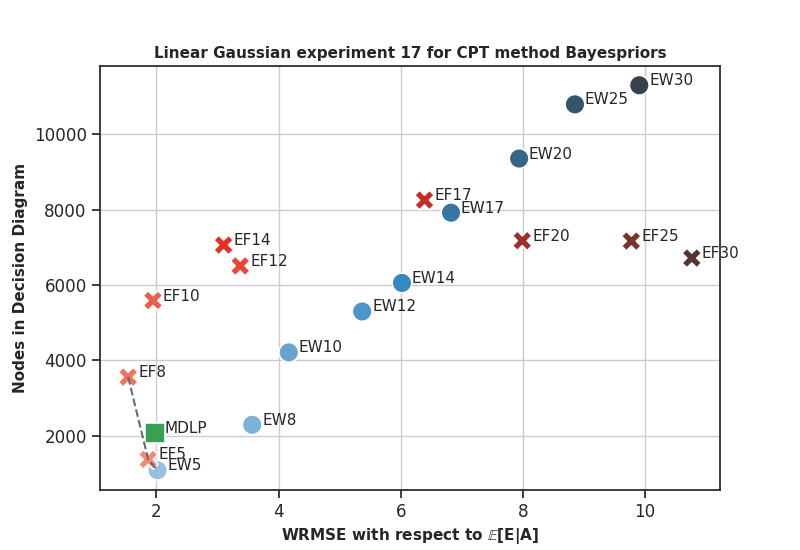 Linear Gaussian experiment 17 for CPT method Bayespriors
Nodes in Decision Diagram
10000
8000
6000
4000
2000
EW30
EW25
EW20
EF17
EW17
EF14
EF12
EF20
EF25
EF30
EW14
EF10
EW12
EW10
EF8
EW8
MDLP
EF5
EW5
2
4
6
8
10
WRMSE with respect to 𝔼[E|A]